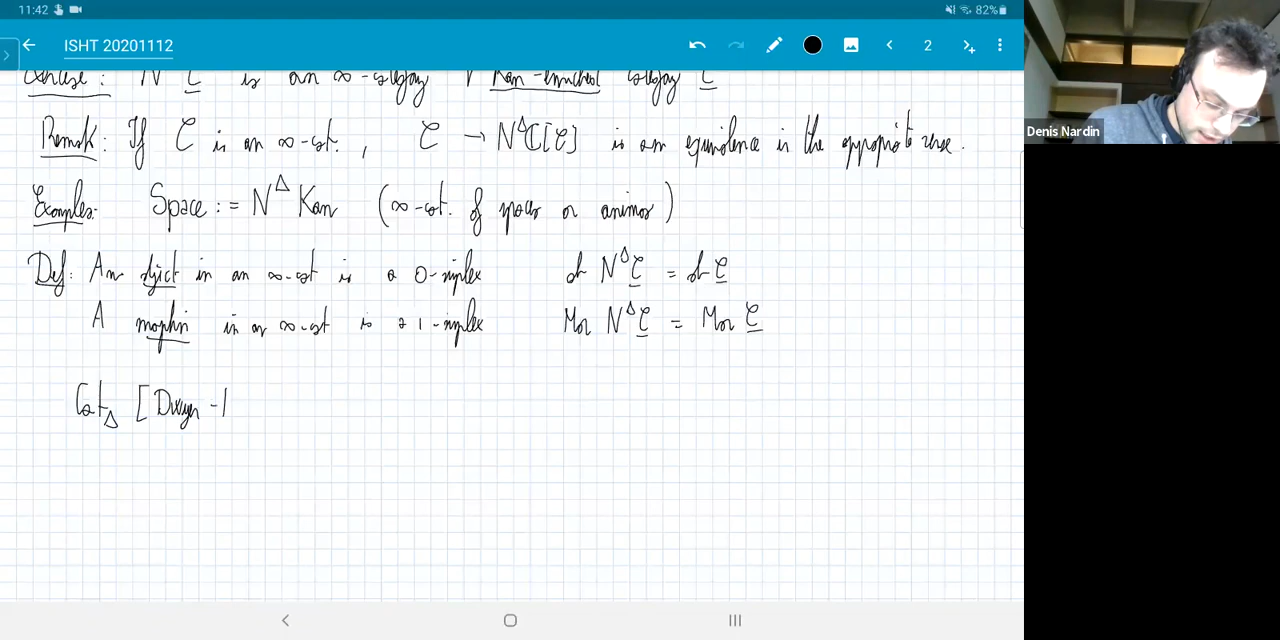 11:42 82%
ISHT 20201112 2
Exercise: N C is an ∞-category ∀ Kan-enriched category C
Remark: If C is an ∞-cat., C → N^Δ ℭ[C] is an equivalence in the appropriate sense.
Denis Nardin
Examples: Space := N^Δ Kan (∞-cat. of spaces or animas)
Def: An object in an ∞-cat is a 0-simplex ob N^Δ C = ob C
A morphism in an ∞-cat is a 1-simplex Mor N^Δ C = Mor C
Cat_Δ [Dwyer-